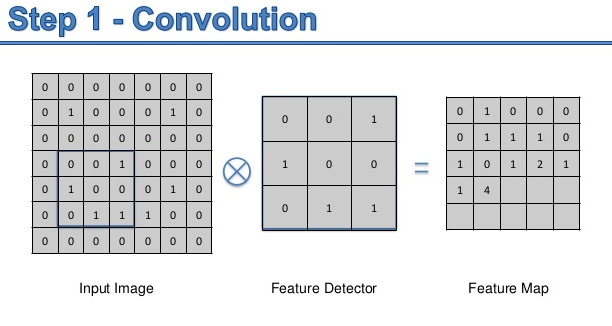 Step 1 - Convolution
0 0 0 0 0 0 0
0 1 0 0 0 1 0
0 0 0 0 0 0 0
0 0 0 1 0 0 0
0 1 0 0 0 1 0
0 0 1 1 1 0 0
0 0 0 0 0 0 0
Input Image
⊗
0 0 1
1 0 0
0 1 1
Feature Detector
=
0 1 0 0 0
0 1 1 1 0
1 0 1 2 1
1 4
Feature Map